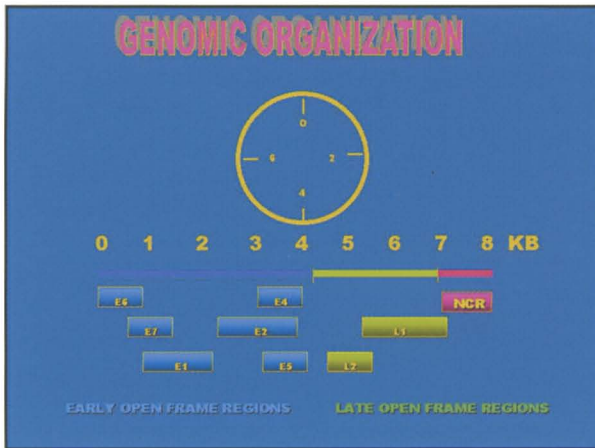 GENOMIC ORGANIZATION
0
6 2
4
0 1 2 3 4 5 6 7 8 KB
E6 E4 NCR
E7 E2 L1
E1 E5 L2
EARLY OPEN FRAME REGIONS LATE OPEN FRAME REGIONS